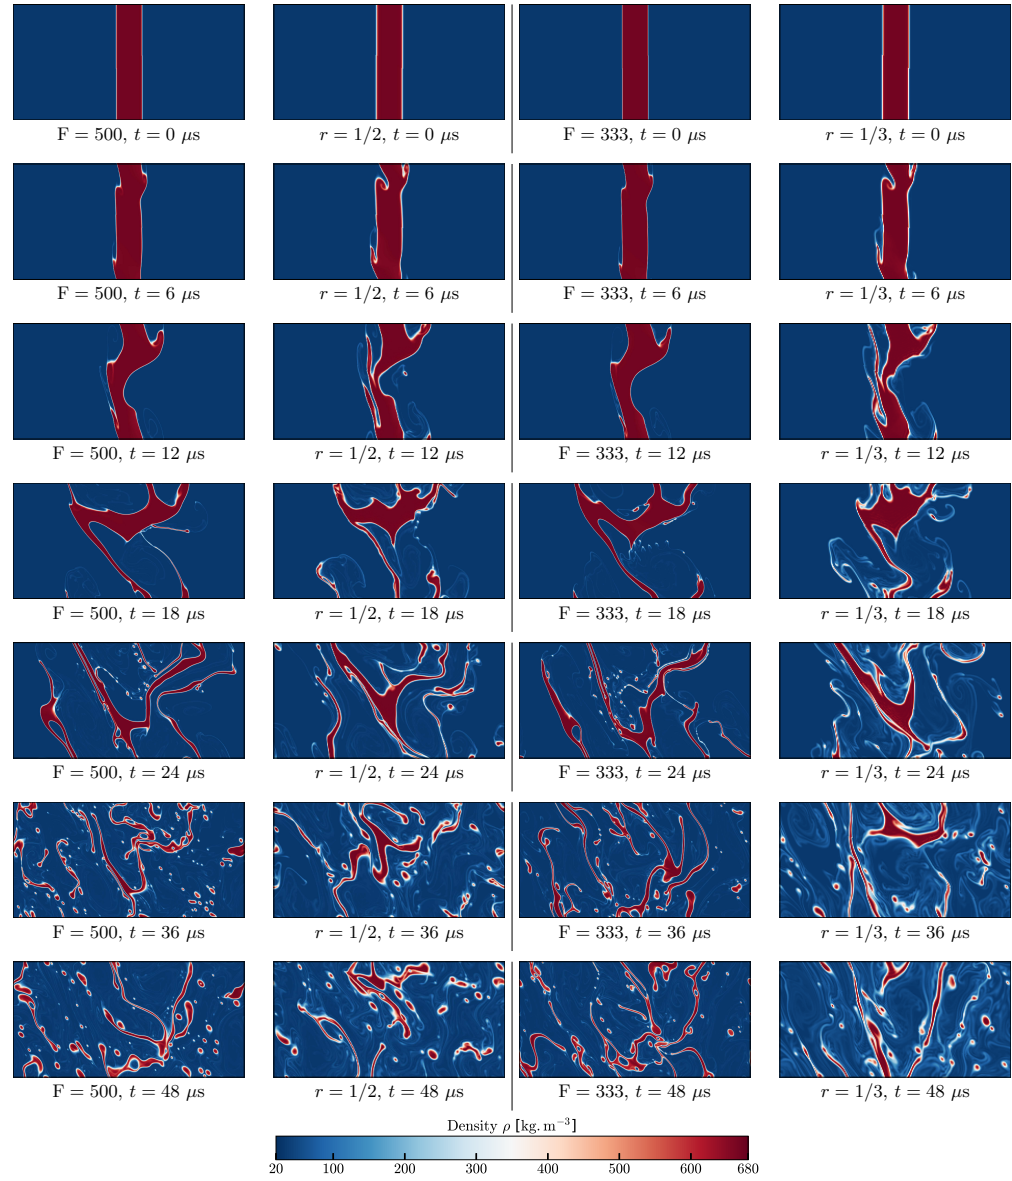 F = 500, t = 0 μs r = 1/2, t = 0 μs F = 333, t = 0 μs r = 1/3, t = 0 μs
F = 500, t = 6 μs r = 1/2, t = 6 μs F = 333, t = 6 μs r = 1/3, t = 6 μs
F = 500, t = 12 μs r = 1/2, t = 12 μs F = 333, t = 12 μs r = 1/3, t = 12 μs
F = 500, t = 18 μs r = 1/2, t = 18 μs F = 333, t = 18 μs r = 1/3, t = 18 μs
F = 500, t = 24 μs r = 1/2, t = 24 μs F = 333, t = 24 μs r = 1/3, t = 24 μs
F = 500, t = 36 μs r = 1/2, t = 36 μs F = 333, t = 36 μs r = 1/3, t = 36 μs
F = 500, t = 48 μs r = 1/2, t = 48 μs F = 333, t = 48 μs r = 1/3, t = 48 μs
Density ρ [kg.m⁻³]
20 100 200 300 400 500 600 680